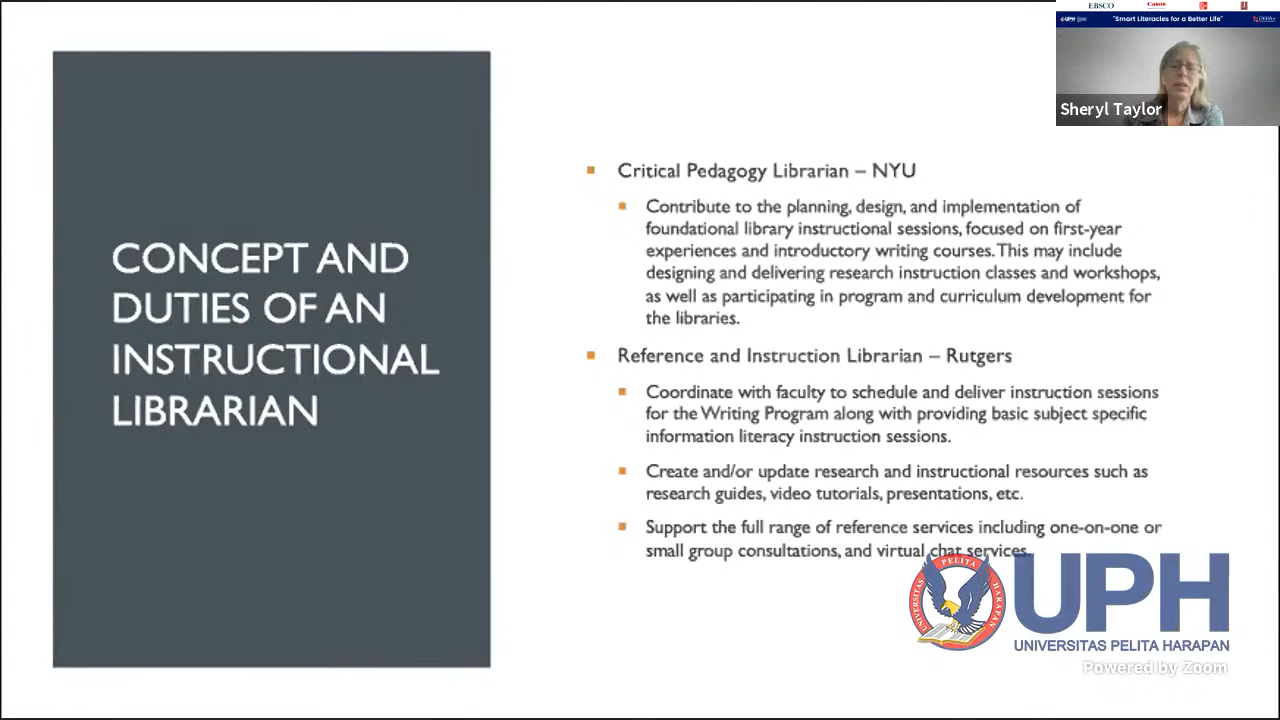 EBSCO Canon
UPH "Smart Literacies for a Better Life"
Sheryl Taylor
CONCEPT AND
DUTIES OF AN
INSTRUCTIONAL
LIBRARIAN
Critical Pedagogy Librarian – NYU
Contribute to the planning, design, and implementation of
foundational library instructional sessions, focused on first-year
experiences and introductory writing courses. This may include
designing and delivering research instruction classes and workshops,
as well as participating in program and curriculum development for
the libraries.
Reference and Instruction Librarian – Rutgers
Coordinate with faculty to schedule and deliver instruction sessions
for the Writing Program along with providing basic subject specific
information literacy instruction sessions.
Create and/or update research and instructional resources such as
research guides, video tutorials, presentations, etc.
Support the full range of reference services including one-on-one or
small group consultations, and virtual chat services.
UNIVERSITAS PELITA HARAPAN
UPH
UNIVERSITAS PELITA HARAPAN
Powered by Zoom